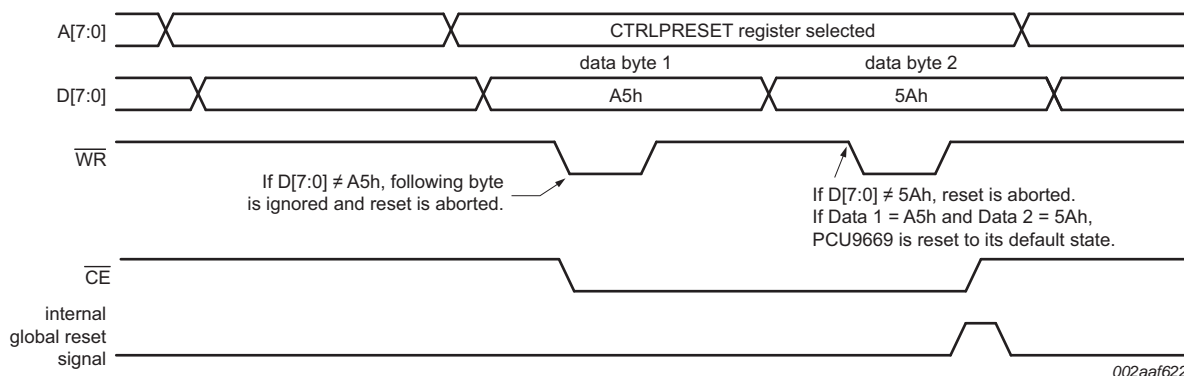 A[7:0]
CTRLPRESET register selected
data byte 1
data byte 2
D[7:0]
A5h
5Ah
WR
If D[7:0] ≠ A5h, following byte
is ignored and reset is aborted.
If D[7:0] ≠ 5Ah, reset is aborted.
If Data 1 = A5h and Data 2 = 5Ah,
PCU9669 is reset to its default state.
CE
internal
global reset
signal
002aaf622